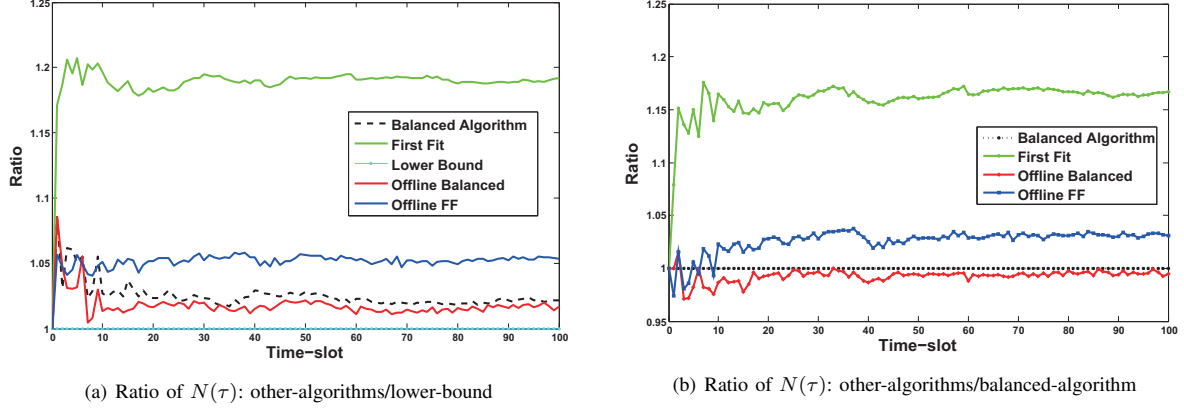 1.25
1.2
1.15
1.1
1.05
1
Ratio
0 10 20 30 40 50 60 70 80 90 100
Time-slot
Balanced Algorithm
First Fit
Lower Bound
Offline Balanced
Offline FF
(a) Ratio of N(τ): other-algorithms/lower-bound
1.25
1.2
1.15
1.1
1.05
1
0.95
Ratio
0 10 20 30 40 50 60 70 80 90 100
Time-slot
Balanced Algorithm
First Fit
Offline Balanced
Offline FF
(b) Ratio of N(τ): other-algorithms/balanced-algorithm